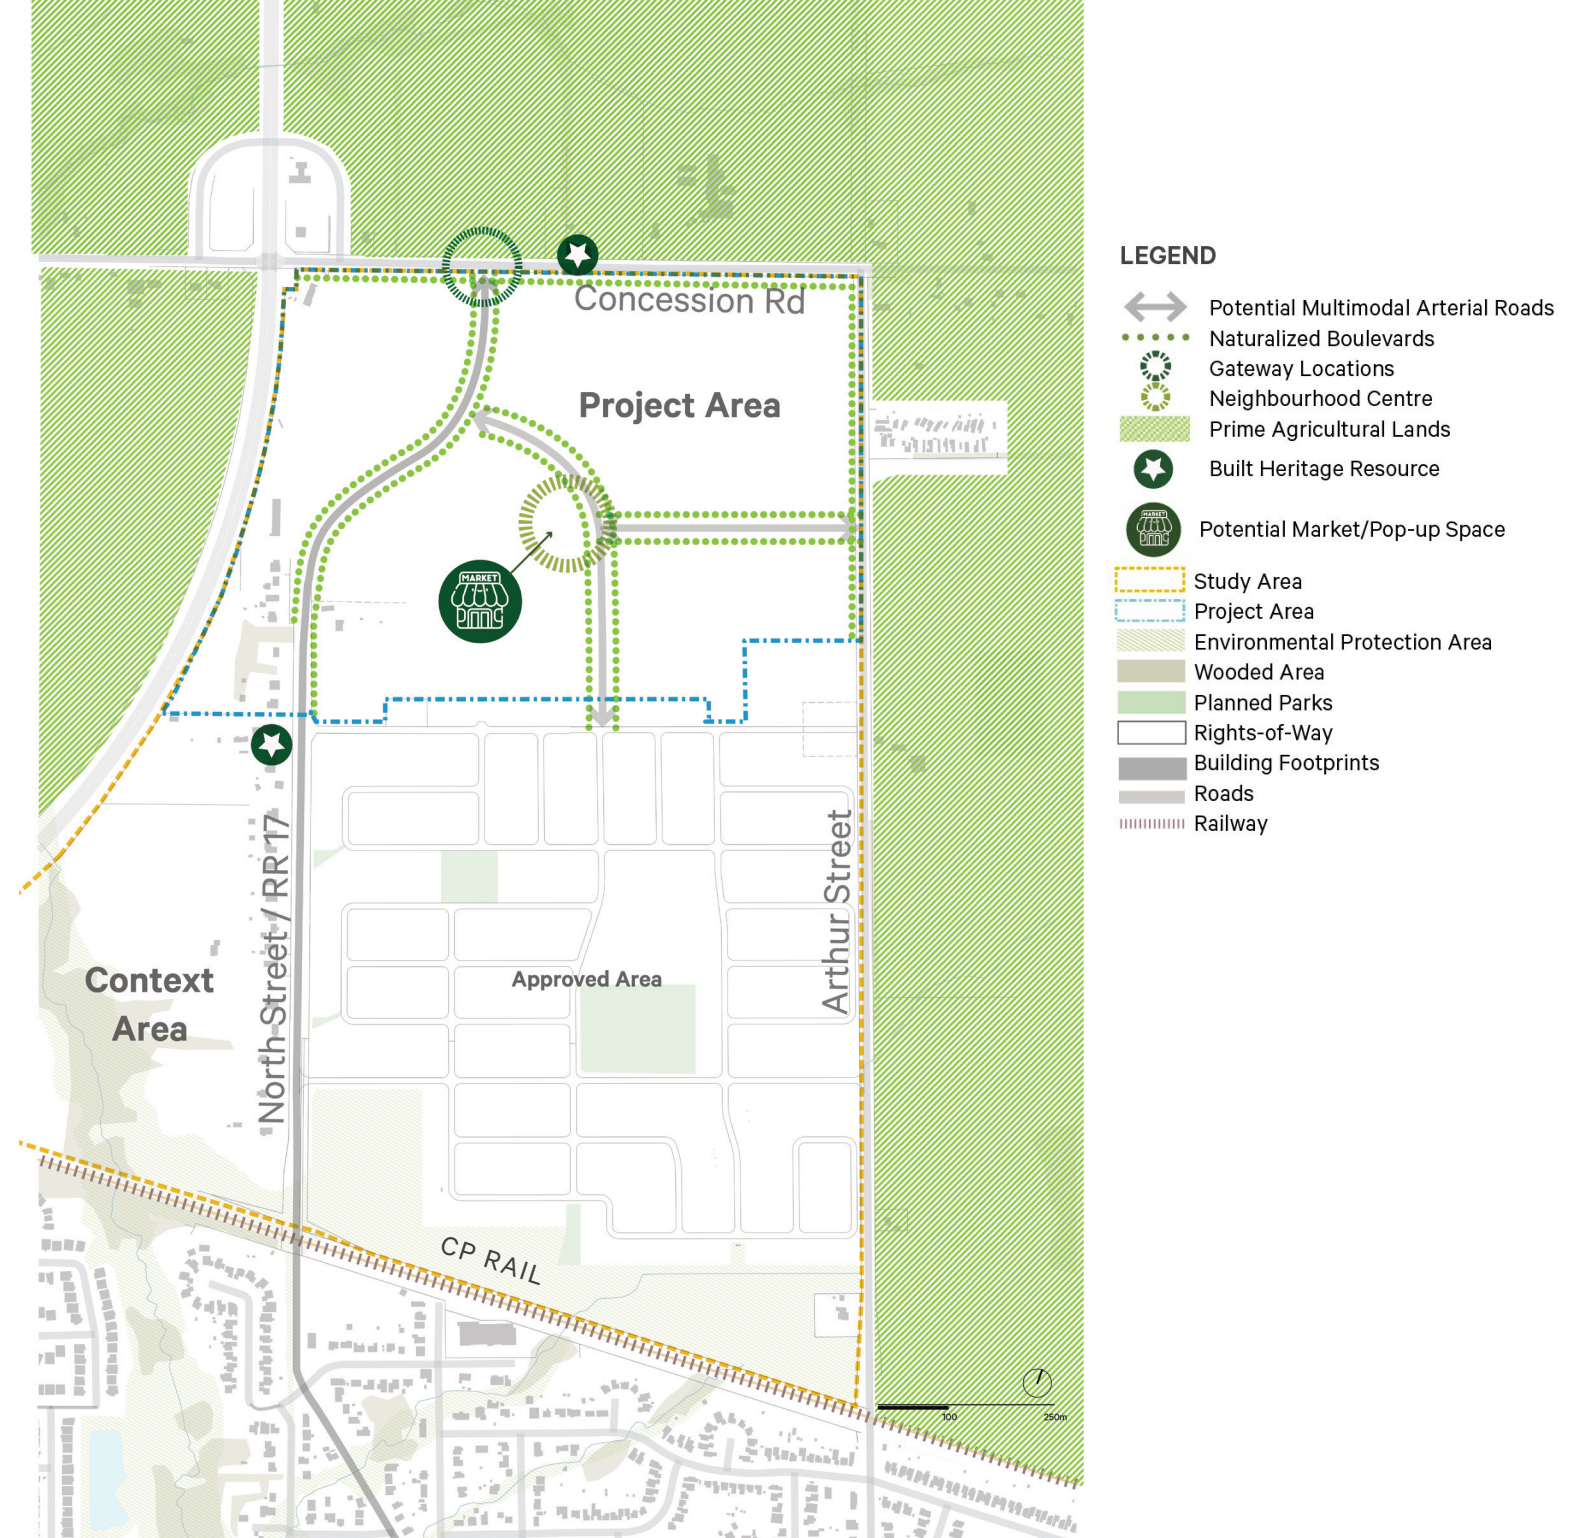 Concession Rd
Project Area
MARKET
North Street / RR 17
Arthur Street
Context
Area
Approved Area
CP RAIL
100
250m
LEGEND
Potential Multimodal Arterial Roads
Naturalized Boulevards
Gateway Locations
Neighbourhood Centre
Prime Agricultural Lands
Built Heritage Resource
MARKET
Potential Market/Pop-up Space
Study Area
Project Area
Environmental Protection Area
Wooded Area
Planned Parks
Rights-of-Way
Building Footprints
Roads
Railway